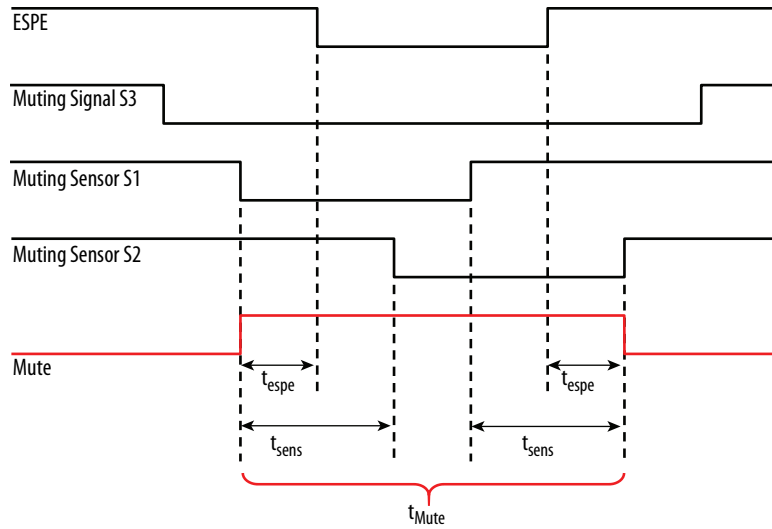 ESPE
Muting Signal S3
Muting Sensor S1
Muting Sensor S2
Mute
tespe
tespe
tsens
tsens
tMute